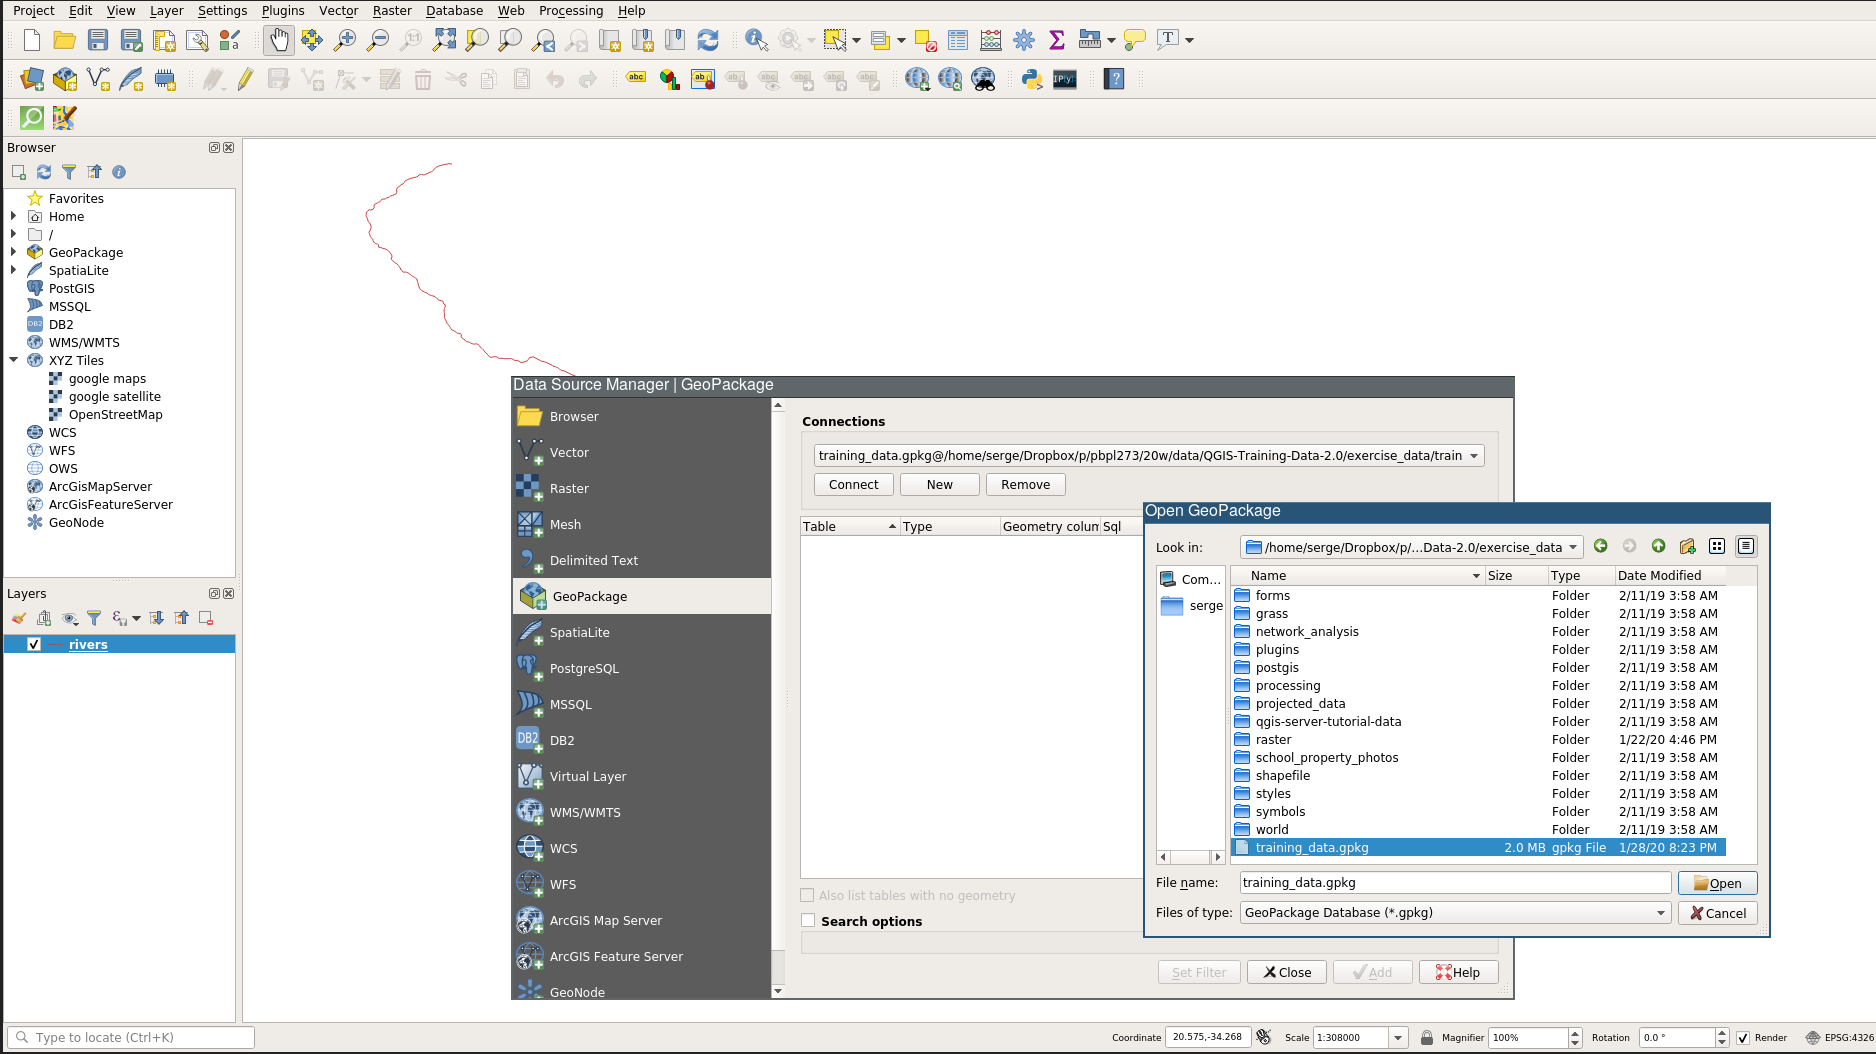 Project Edit View Layer Settings Plugins Vector Raster Database Web Processing Help
Browser
Favorites
Home
/
GeoPackage
SpatiaLite
PostGIS
MSSQL
DB2
WMS/WMTS
XYZ Tiles
google maps
google satellite
OpenStreetMap
WCS
WFS
OWS
ArcGisMapServer
ArcGisFeatureServer
GeoNode
Layers
rivers
Data Source Manager | GeoPackage
Browser
Vector
Raster
Mesh
Delimited Text
GeoPackage
SpatiaLite
PostgreSQL
MSSQL
DB2
Virtual Layer
WMS/WMTS
WCS
WFS
ArcGIS Map Server
ArcGIS Feature Server
GeoNode
Connections
training_data.gpkg@/home/serge/Dropbox/p/pbpl273/20w/data/QGIS-Training-Data-2.0/exercise_data/train
Connect New Remove
Table Type Geometry colum Sql
Also list tables with no geometry
Search options
Set Filter Close Add Help
Open GeoPackage
Look in: /home/serge/Dropbox/p/...Data-2.0/exercise_data
Com...
serge
Name Size Type Date Modified
forms Folder 2/11/19 3:58 AM
grass Folder 2/11/19 3:58 AM
network_analysis Folder 2/11/19 3:58 AM
plugins Folder 2/11/19 3:58 AM
postgis Folder 2/11/19 3:58 AM
processing Folder 2/11/19 3:58 AM
projected_data Folder 2/11/19 3:58 AM
qgis-server-tutorial-data Folder 2/11/19 3:58 AM
raster Folder 1/22/20 4:46 PM
school_property_photos Folder 2/11/19 3:58 AM
shapefile Folder 2/11/19 3:58 AM
styles Folder 2/11/19 3:58 AM
symbols Folder 2/11/19 3:58 AM
world Folder 2/11/19 3:58 AM
training_data.gpkg 2.0 MB gpkg File 1/28/20 8:23 PM
File name: training_data.gpkg Open
Files of type: GeoPackage Database (*.gpkg) Cancel
Type to locate (Ctrl+K) Coordinate 20.575,-34.268 Scale 1:308000 Magnifier 100% Rotation 0.0 ° Render EPSG:4326